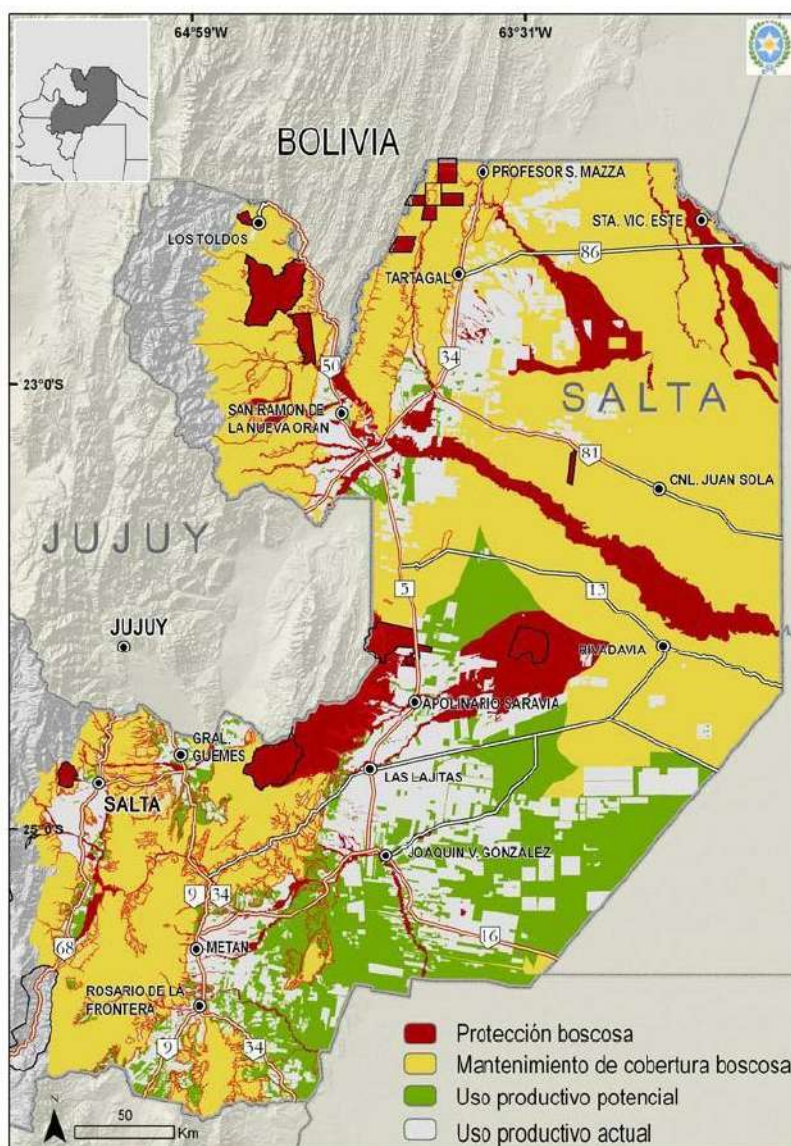 64°59'W
63°31'W
BOLIVIA
PROFESOR S. MAZZA
STA. VIC. ESTE
LOS TOLDOS
86
TARTAGAL
34
50
23°0'S
SALTA
SAN RAMON DE
LA NUEVA ORAN
81
CNL. JUAN SOLA
JUJUY
5
13
JUJUY
RIVADAVIA
APOLINARIO SARAVIA
GRAL.
GUEMES
LAS LAJITAS
SALTA
25°0'S
JOAQUIN V. GONZALEZ
9
34
16
68
METAN
ROSARIO DE LA
FRONTERA
9
34
Protección boscosa
Mantenimiento de cobertura boscosa
Uso productivo potencial
Uso productivo actual
N
50
Km